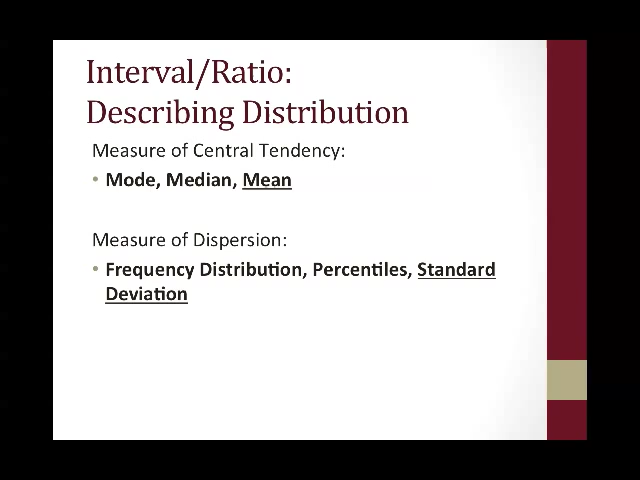 Interval/Ratio:
Describing Distribution
Measure of Central Tendency:
• Mode, Median, Mean
Measure of Dispersion:
• Frequency Distribution, Percentiles, Standard
Deviation